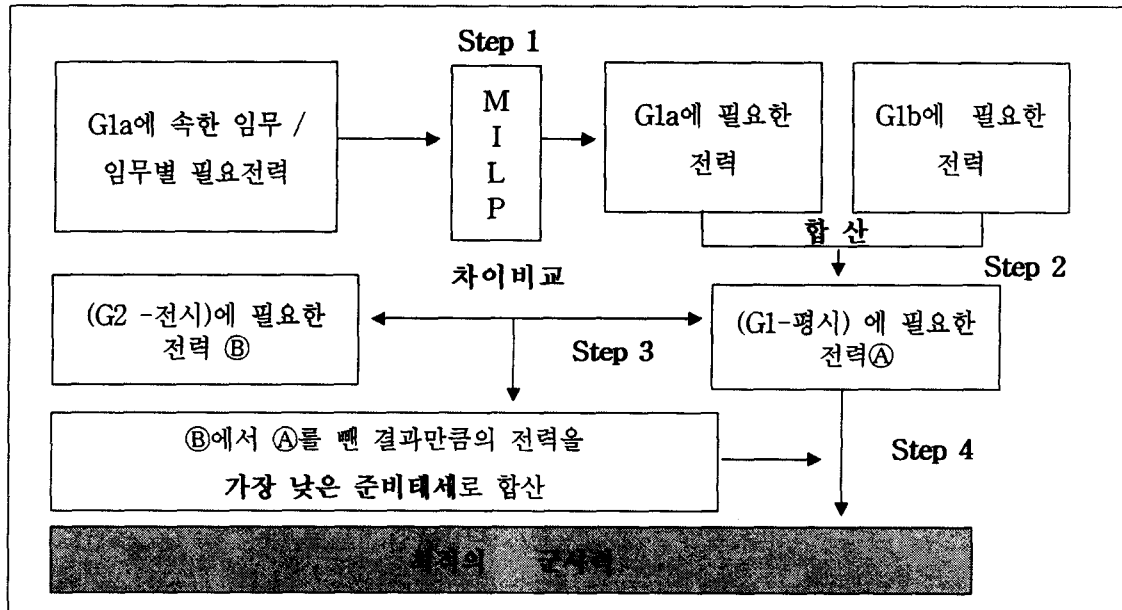 Step 1
G1a에 속한 임무 /
임무별 필요전력
M
I
L
P
G1a에 필요한
전력
G1b에 필요한
전력
합 산
Step 2
차이비교
(G2 -전시)에 필요한
전력 Ⓑ
Step 3
(G1-평시) 에 필요한
전력Ⓐ
Ⓑ에서 Ⓐ를 뺀 결과만큼의 전력을
가장 낮은 준비태세로 합산
Step 4